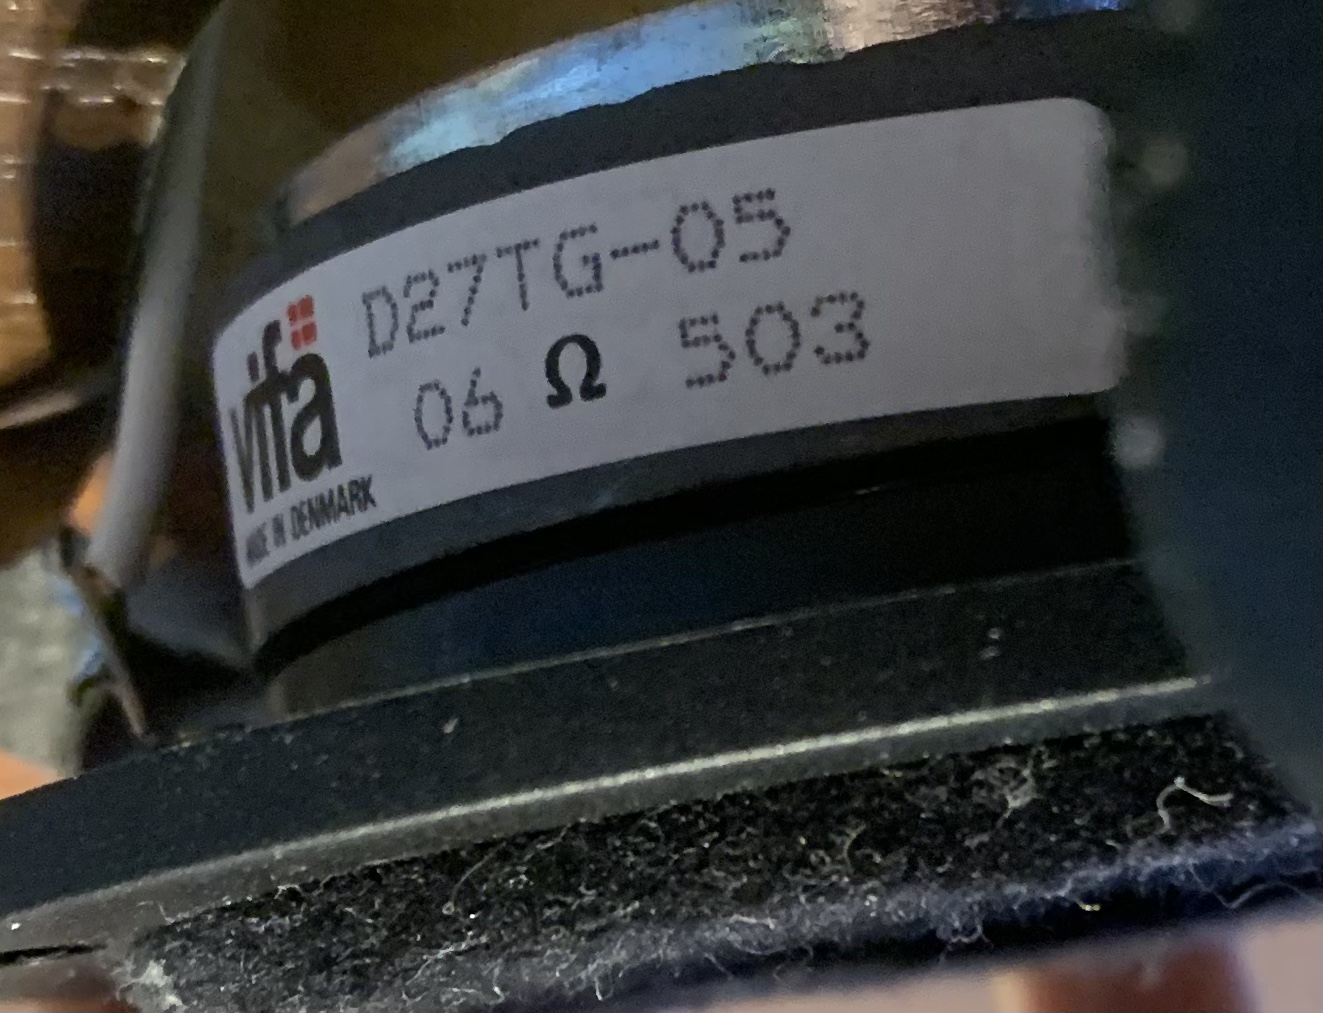 D27TG-05
vifa 06 Ω 503
MADE IN DENMARK